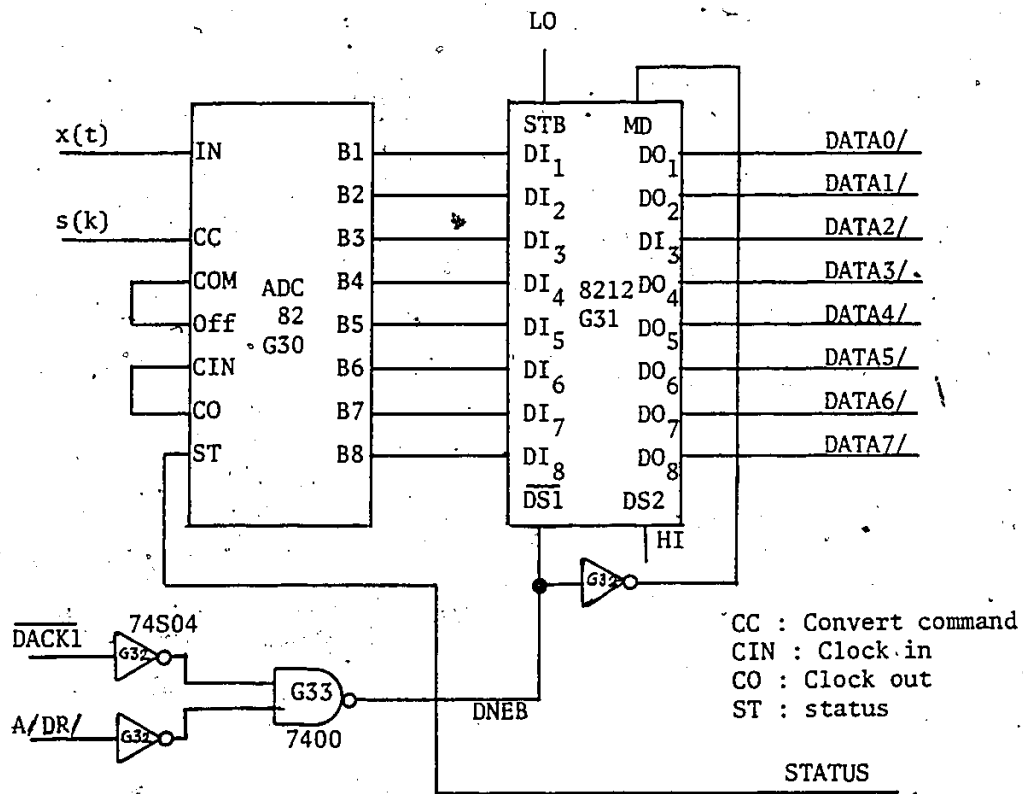 LO
STB MD
x(t) IN B1 DI1 DO1 DATA0/
B2 DI2 DO2 DATA1/
s(k) CC B3 DI3 DI3 DATA2/
COM B4 DI4 DO4 DATA3/
ADC
82
G30
8212
G31
Off B5 DI5 DO5 DATA4/
CIN B6 DI6 DO6 DATA5/
CO B7 DI7 DO7 DATA6/
ST B8 DI8 DO8 DATA7/
DS1 DS2
HI
G32
DACK1 74S04
G32
G33
7400
DNEB
A/DR/ G32
CC : Convert command
CIN : Clock in
CO : Clock out
ST : status
STATUS